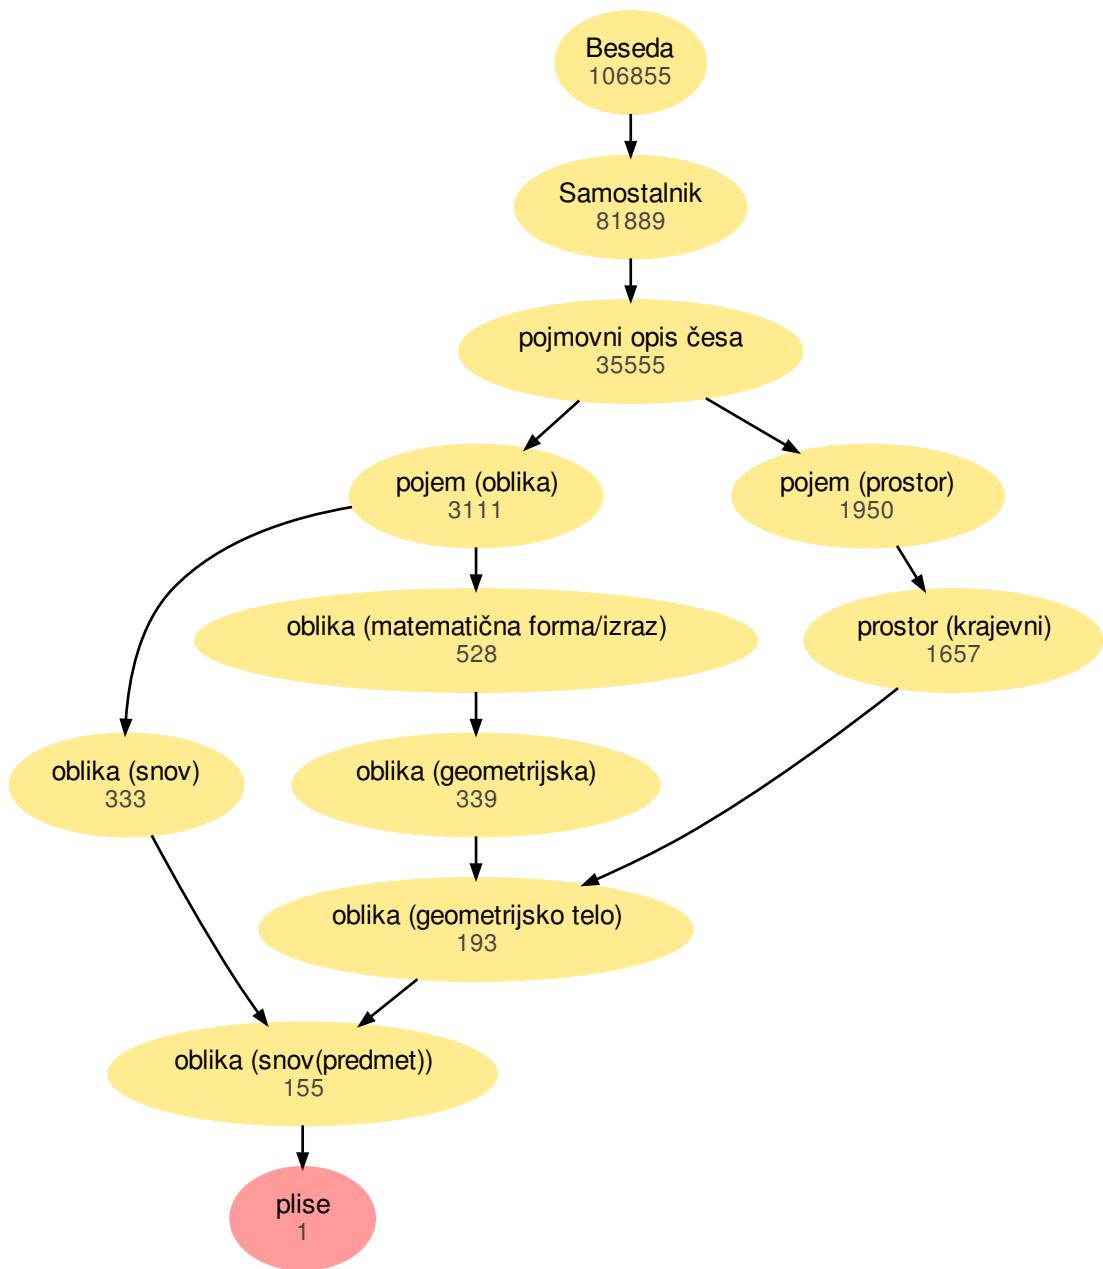 Beseda
106855
Samostalnik
81889
pojmovni opis česa
35555
pojem (oblika)
3111
pojem (prostor)
1950
oblika (matematična forma/izraz)
528
prostor (krajevni)
1657
oblika (snov)
333
oblika (geometrijska)
339
oblika (geometrijsko telo)
193
oblika (snov(predmet))
155
plise
1